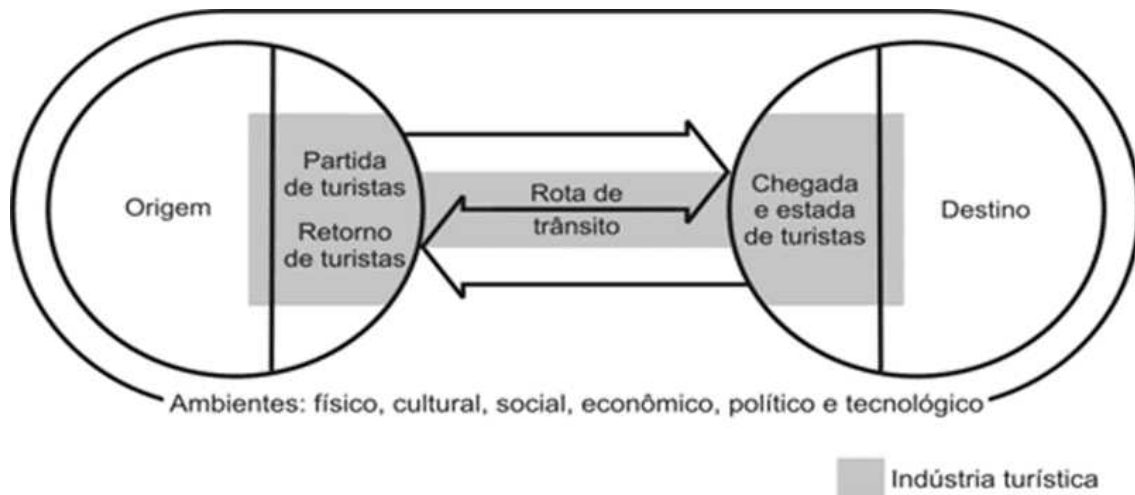 Origem
Partida
de turistas
Retorno
de turistas
Rota de
trânsito
Chegada
e estada
de turistas
Destino
Ambientes: físico, cultural, social, econômico, político e tecnológico
Indústria turística